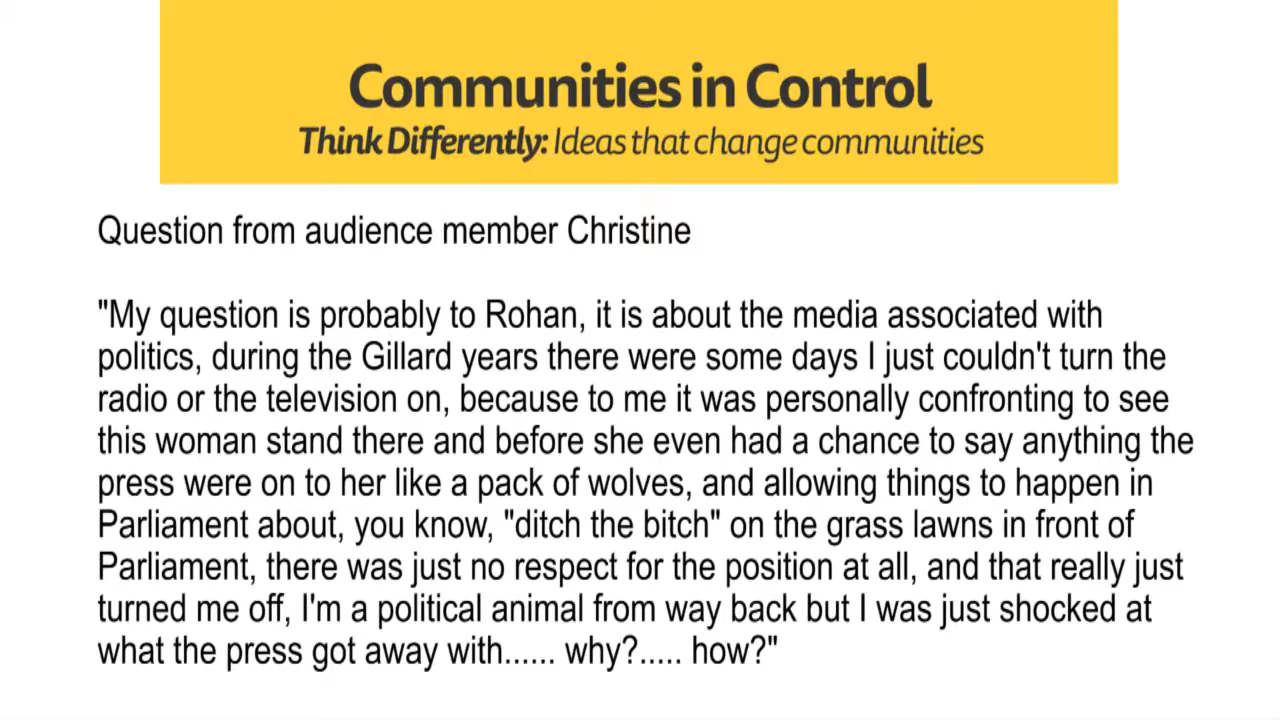 Communities in Control
Think Differently: Ideas that change communities
Question from audience member Christine
"My question is probably to Rohan, it is about the media associated with
politics, during the Gillard years there were some days I just couldn't turn the
radio or the television on, because to me it was personally confronting to see
this woman stand there and before she even had a chance to say anything the
press were on to her like a pack of wolves, and allowing things to happen in
Parliament about, you know, "ditch the bitch" on the grass lawns in front of
Parliament, there was just no respect for the position at all, and that really just
turned me off, I'm a political animal from way back but I was just shocked at
what the press got away with...... why?..... how?"